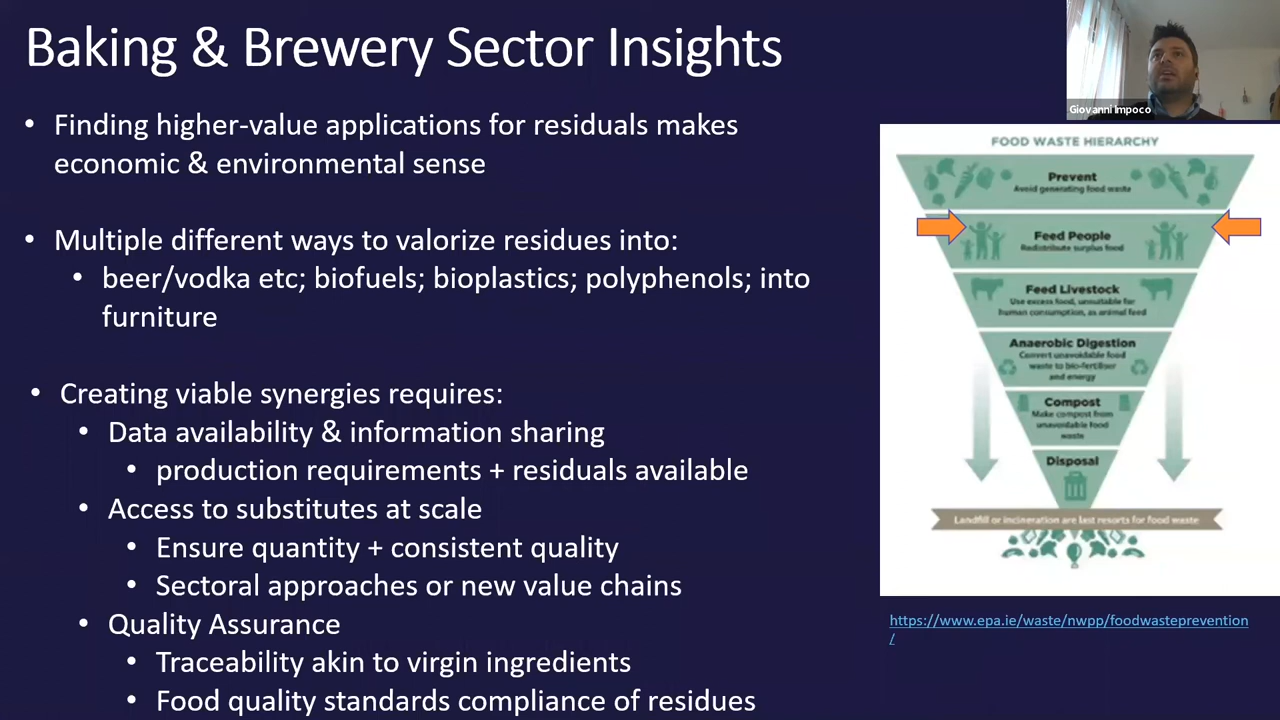 Baking & Brewery Sector Insights
• Finding higher-value applications for residuals makes
economic & environmental sense
• Multiple different ways to valorize residues into:
• beer/vodka etc; biofuels; bioplastics; polyphenols; into
furniture
• Creating viable synergies requires:
• Data availability & information sharing
• production requirements + residuals available
• Access to substitutes at scale
• Ensure quantity + consistent quality
• Sectoral approaches or new value chains
• Quality Assurance
• Traceability akin to virgin ingredients
• Food quality standards compliance of residues
Giovanni Impoco
FOOD WASTE HIERARCHY
Prevent
Avoid generating food waste
Feed People
Redistribute surplus food
Feed Livestock
Use excess food, unsuitable for
human consumption, as animal feed
Anaerobic Digestion
Convert unavoidable food
waste to bio-fertiliser
and energy
Compost
Make compost from
unavoidable food
waste
Disposal
Landfill or incineration are last resorts for food waste
https://www.epa.ie/waste/nwpp/foodwasteprevention
/